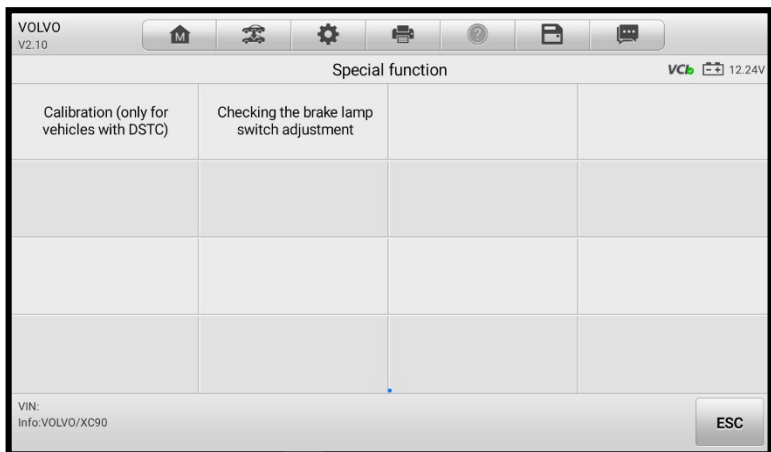 VOLVO
V2.10
M
?
Special function
VCI
12.24V
Calibration (only for
vehicles with DSTC)
Checking the brake lamp
switch adjustment
VIN:
Info:VOLVO/XC90
ESC